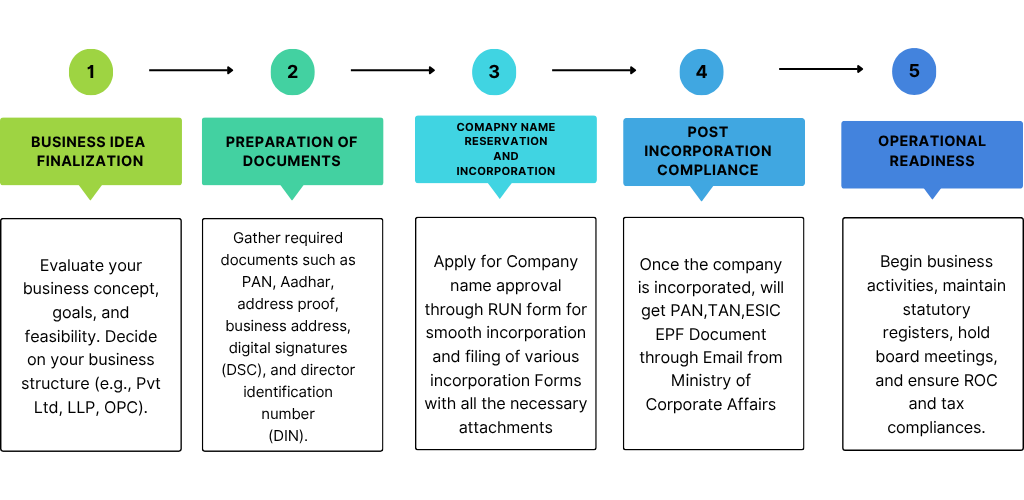 1
2
3
4
5
BUSINESS IDEA
FINALIZATION
PREPARATION OF
DOCUMENTS
COMAPNY NAME
RESERVATION
AND
INCORPORATION
POST
INCORPORATION
COMPLIANCE
OPERATIONAL
READINESS
Evaluate your
business concept,
goals, and
feasibility. Decide
on your business
structure (e.g., Pvt
Ltd, LLP, OPC).
Gather required
documents such as
PAN, Aadhar,
address proof,
business address,
digital signatures
(DSC), and director
identification
number
(DIN).
Apply for Company
name approval
through RUN form for
smooth incorporation
and filing of various
incorporation Forms
with all the necessary
attachments
Once the company
is incorporated, will
get PAN,TAN,ESIC
EPF Document
through Email from
Ministry of
Corporate Affairs
Begin business
activities, maintain
statutory
registers, hold
board meetings,
and ensure ROC
and tax
compliances.